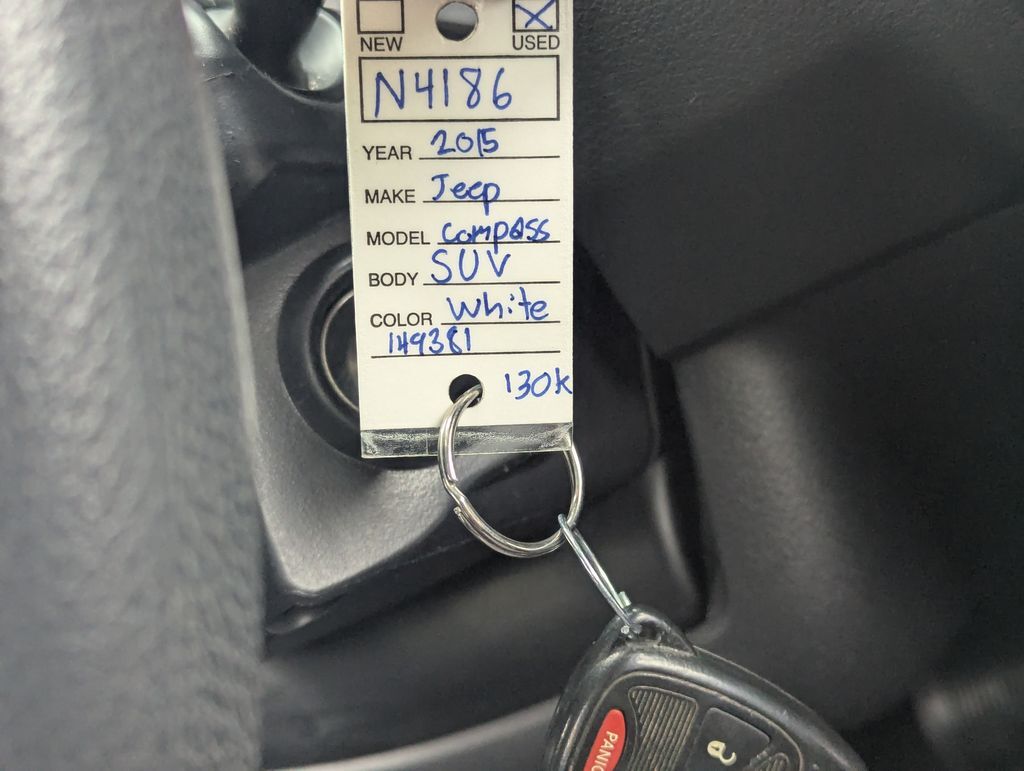 NEW USED
N4186
YEAR 2015
MAKE Jeep
MODEL Compass
BODY SUV
COLOR White
149381
130k
PANIC